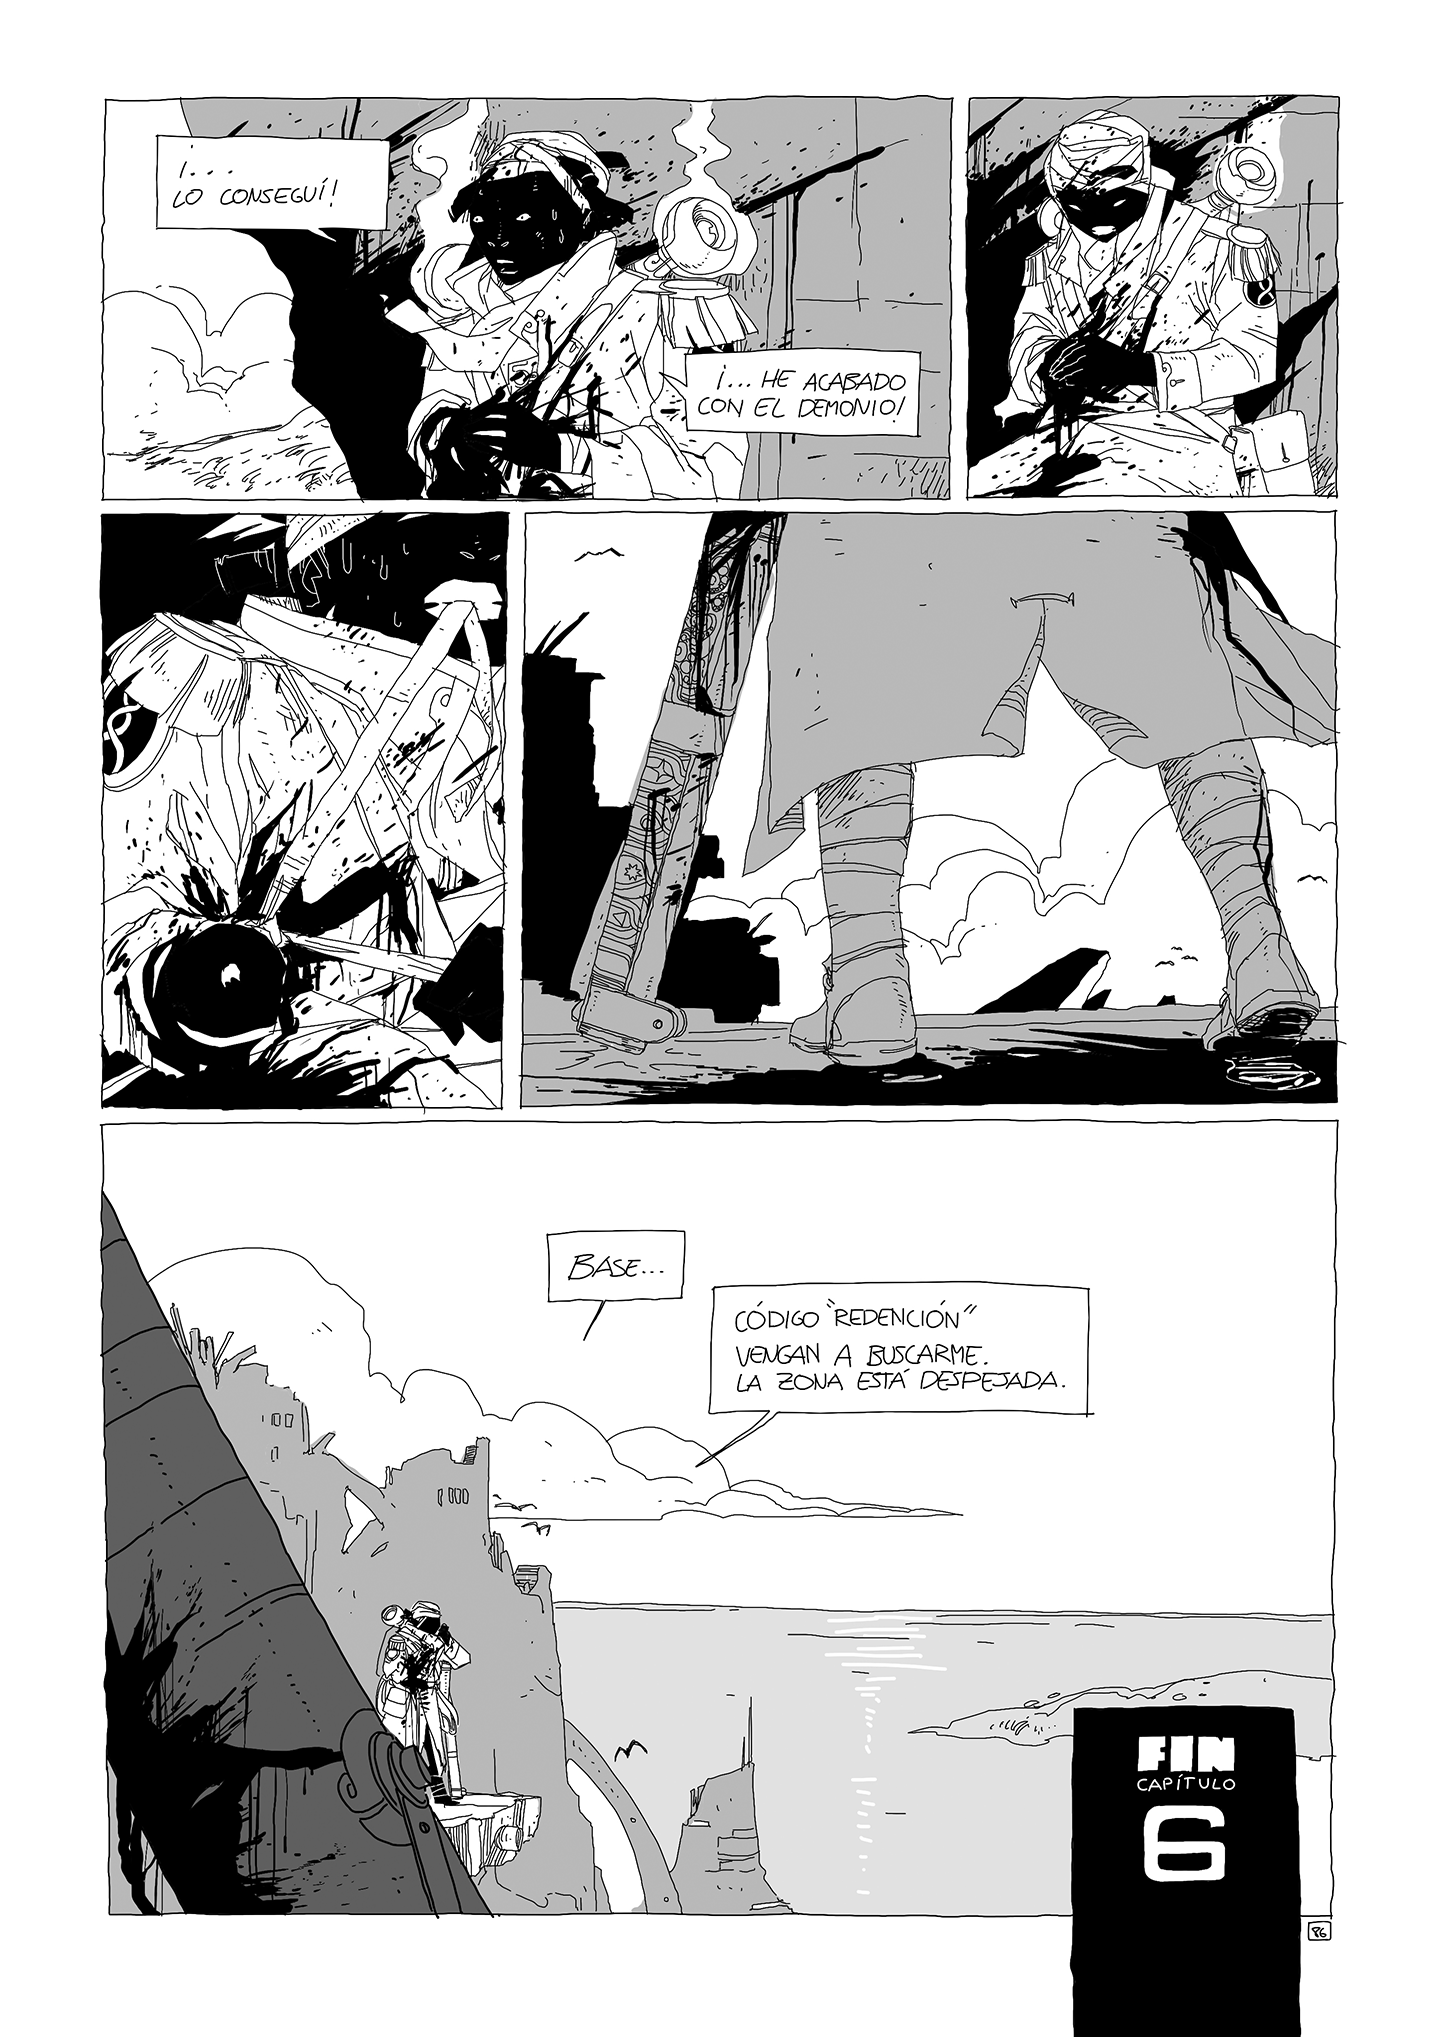 ¡...
LO CONSEGUÍ!
¡... HE ACABADO
CON EL DEMONIO!
BASE...
CÓDIGO "REDENCIÓN"
VENGAN A BUSCARME.
LA ZONA ESTÁ DESPEJADA.
FIN
CAPÍTULO
6
86